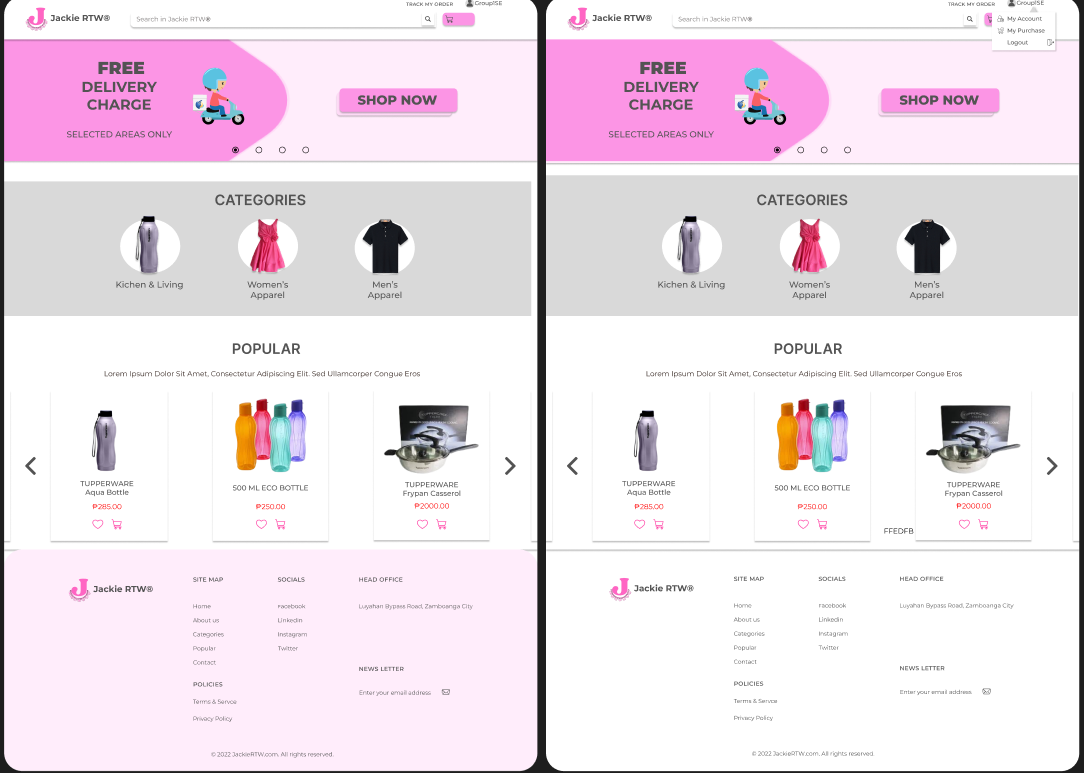 TRACK MY ORDER
Group1SE
Jackie RTW®
Search in Jackie RTW®
FREE
DELIVERY
CHARGE
SELECTED AREAS ONLY
SHOP NOW
CATEGORIES
Kichen & Living
Women's
Apparel
Men's
Apparel
POPULAR
Lorem Ipsum Dolor Sit Amet, Consectetur Adipiscing Elit. Sed Ullamcorper Congue Eros
TUPPERWARE
Aqua Bottle
₱285.00
500 ML ECO BOTTLE
₱250.00
TUPPERWARE
Frypan Casserol
₱2000.00
Jackie RTW®
SITE MAP
Home
About us
Categories
Popular
Contact
POLICIES
Terms & Servce
Privacy Policy
SOCIALS
Facebook
Linkedin
Instagram
Twitter
HEAD OFFICE
Luyahan Bypass Road, Zamboanga City
NEWS LETTER
Enter your email address
© 2022 JackieRTW.com. All rights reserved.
TRACK MY ORDER
Group1SE
My Account
My Purchase
Logout
Jackie RTW®
Search in Jackie RTW®
FREE
DELIVERY
CHARGE
SELECTED AREAS ONLY
SHOP NOW
CATEGORIES
Kichen & Living
Women's
Apparel
Men's
Apparel
POPULAR
Lorem Ipsum Dolor Sit Amet, Consectetur Adipiscing Elit. Sed Ullamcorper Congue Eros
TUPPERWARE
Aqua Bottle
₱285.00
500 ML ECO BOTTLE
₱250.00
TUPPERWARE
Frypan Casserol
₱2000.00
FFEDFB
Jackie RTW®
SITE MAP
Home
About us
Categories
Popular
Contact
POLICIES
Terms & Servce
Privacy Policy
SOCIALS
Facebook
Linkedin
Instagram
Twitter
HEAD OFFICE
Luyahan Bypass Road, Zamboanga City
NEWS LETTER
Enter your email address
© 2022 JackieRTW.com. All rights reserved.